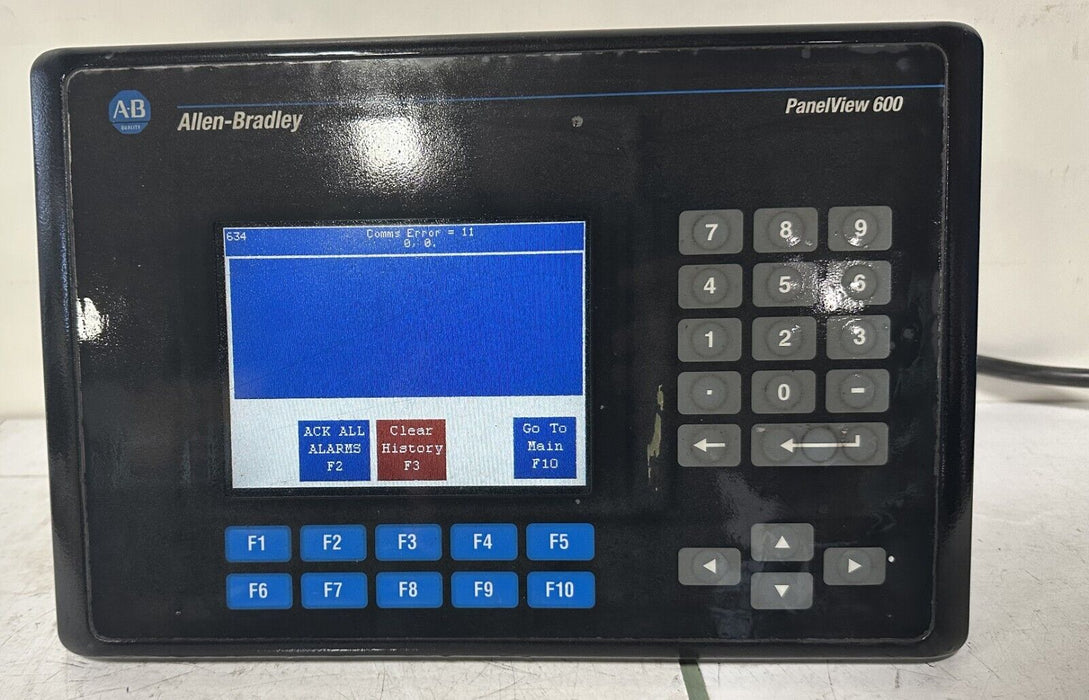 A-B
QUALITY
Allen-Bradley
PanelView 600
634
Comms Error = 11
0. 0.
ACK ALL
ALARMS
F2
Clear
History
F3
Go To
Main
F10
7 8 9
4 5 6
1 2 3
. 0 -
F1 F2 F3 F4 F5
F6 F7 F8 F9 F10